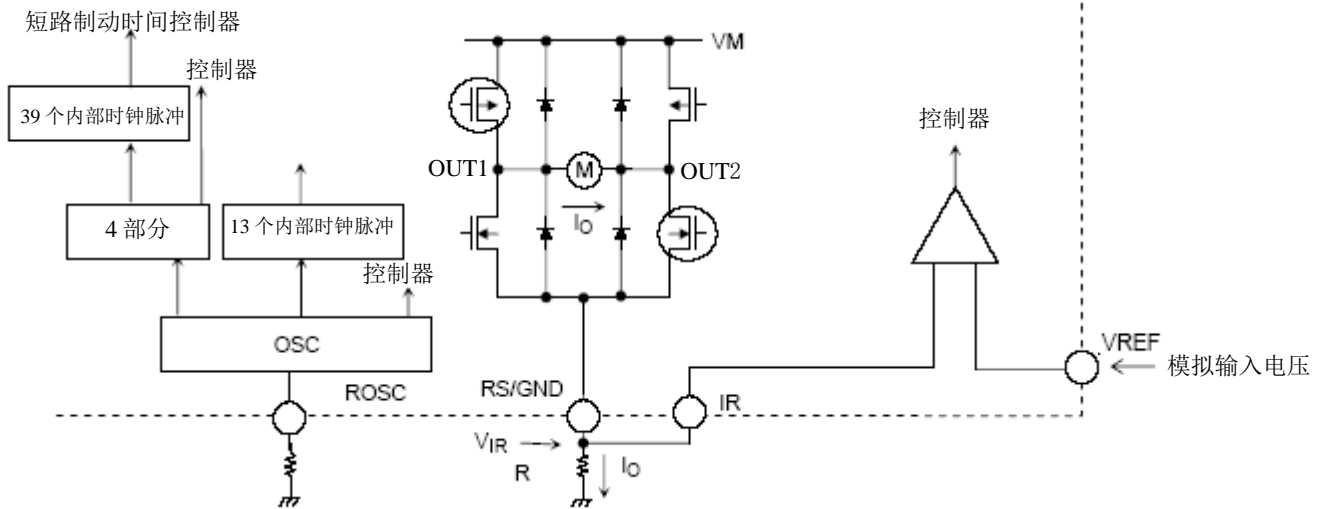 短路制动时间控制器
控制器
39 个内部时钟脉冲
4 部分
13 个内部时钟脉冲
控制器
OSC
ROSC
VM
OUT1
M
OUT2
IO
RS/GND
IR
VIR
R
IO
控制器
VREF
模拟输入电压